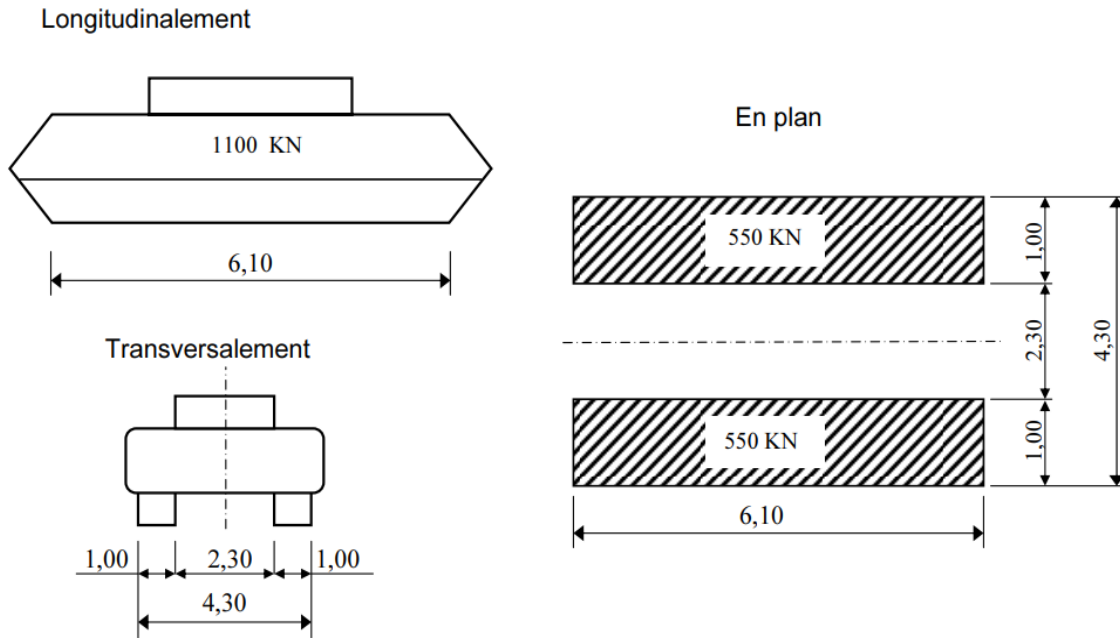 Longitudinalement
1100 KN
6,10
Transversalement
1,00
2,30
1,00
4,30
En plan
550 KN
1,00
2,30
4,30
550 KN
1,00
6,10